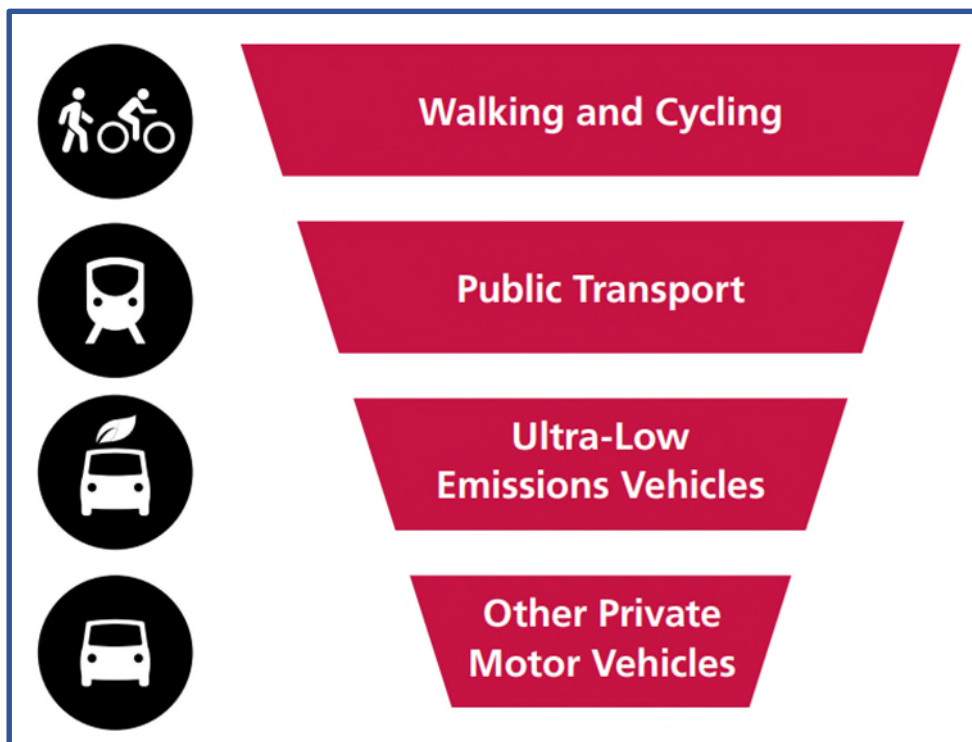 Walking and Cycling
Public Transport
Ultra-Low
Emissions Vehicles
Other Private
Motor Vehicles